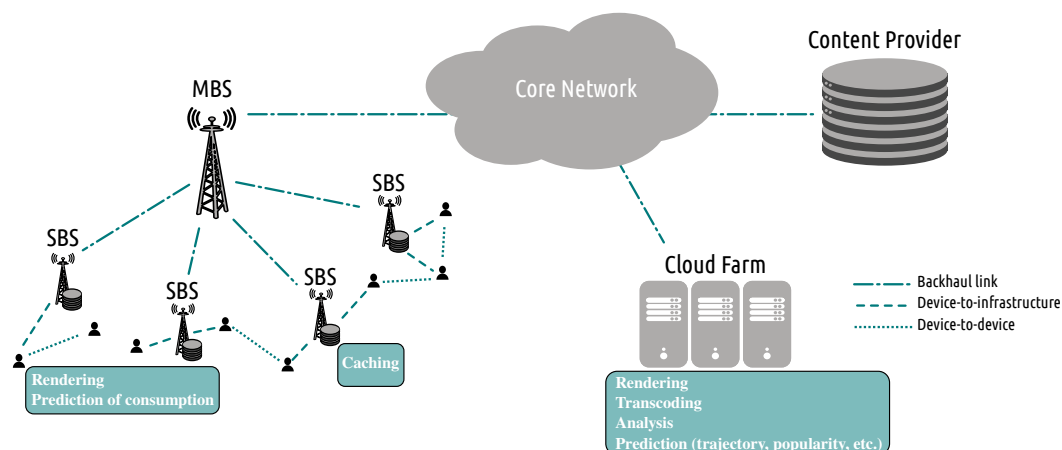 Content Provider
Core Network
MBS
SBS
SBS
Cloud Farm
SBS
SBS
Backhaul link
Device-to-infrastructure
Device-to-device
Caching
Rendering
Prediction of consumption
Rendering
Transcoding
Analysis
Prediction (trajectory, popularity, etc.)